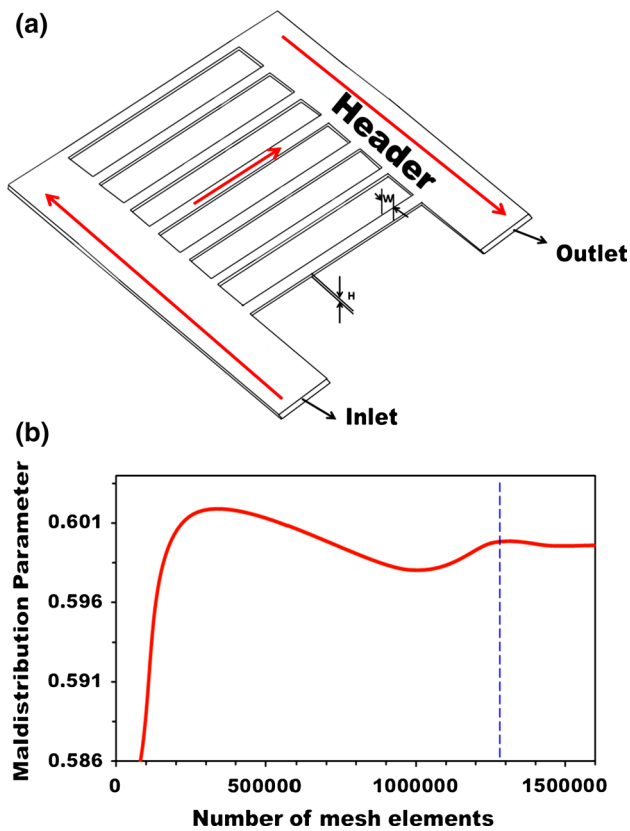 (a)
Header
W
H
Outlet
Inlet
(b)
Maldistribution Parameter
0.601
0.596
0.591
0.586
0 500000 1000000 1500000
Number of mesh elements